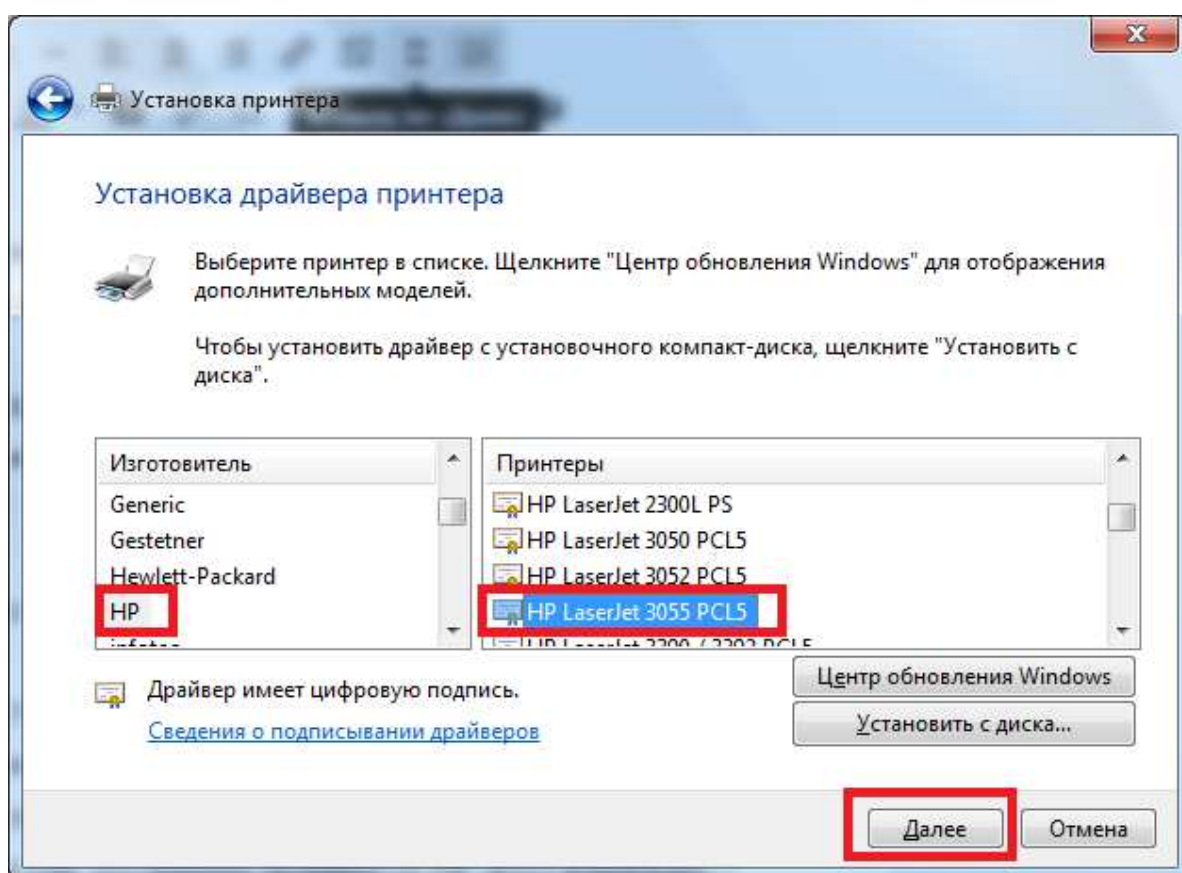 Установка принтера
Установка драйвера принтера
Выберите принтер в списке. Щелкните "Центр обновления Windows" для отображения
дополнительных моделей.
Чтобы установить драйвер с установочного компакт-диска, щелкните "Установить с
диска".
Изготовитель
Generic
Gestetner
Hewlett-Packard
HP
Принтеры
HP LaserJet 2300L PS
HP LaserJet 3050 PCL5
HP LaserJet 3052 PCL5
HP LaserJet 3055 PCL5
Драйвер имеет цифровую подпись.
Сведения о подписывании драйверов
Центр обновления Windows
Установить с диска...
Далее
Отмена